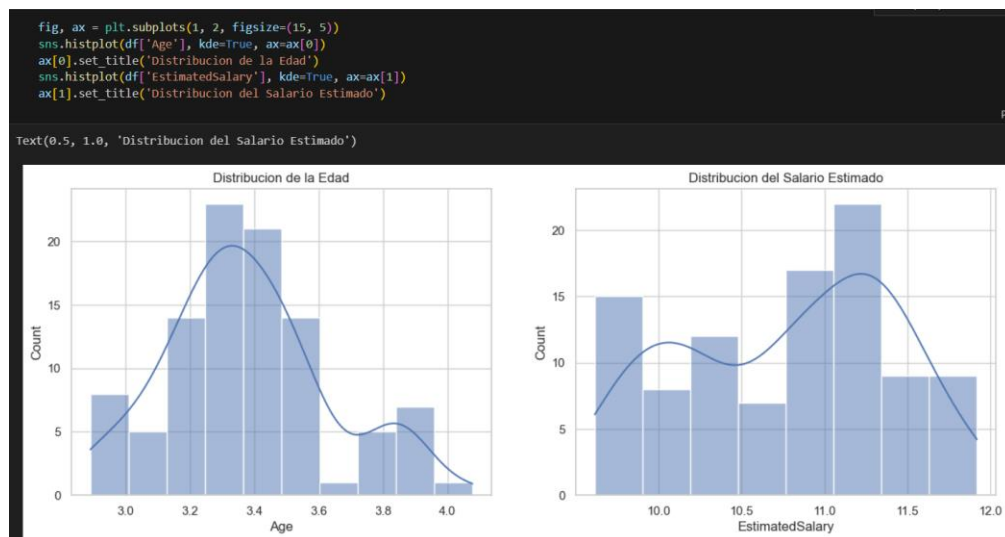 fig, ax = plt.subplots(1, 2, figsize=(15, 5))
sns.histplot(df['Age'], kde=True, ax=ax[0])
ax[0].set_title('Distribucion de la Edad')
sns.histplot(df['EstimatedSalary'], kde=True, ax=ax[1])
ax[1].set_title('Distribucion del Salario Estimado')
Text(0.5, 1.0, 'Distribucion del Salario Estimado')
Distribucion de la Edad
20
15
10
5
0
Count
3.0 3.2 3.4 3.6 3.8 4.0
Age
Distribucion del Salario Estimado
20
15
10
5
0
Count
10.0 10.5 11.0 11.5 12.0
EstimatedSalary